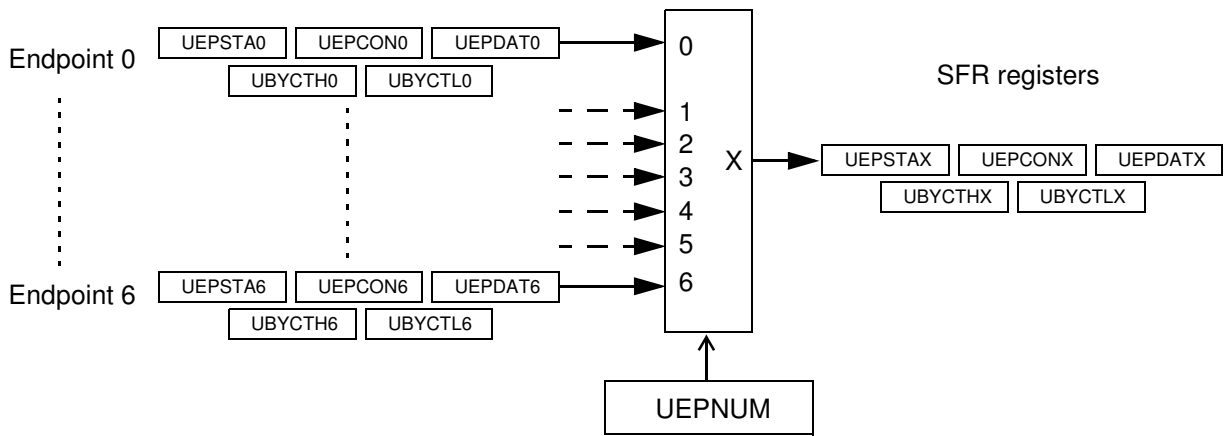 Endpoint 0
UEPSTA0 UEPCON0 UEPDAT0
UBYCTH0 UBYCTL0
0
SFR registers
1
2
3
X
UEPSTAX UEPCONX UEPDATX
UBYCTHX UBYCTLX
4
5
6
Endpoint 6
UEPSTA6 UEPCON6 UEPDAT6
UBYCTH6 UBYCTL6
UEPNUM